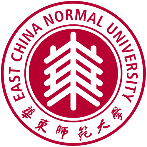 EAST CHINA NORMAL UNIVERSITY
華東師範大學